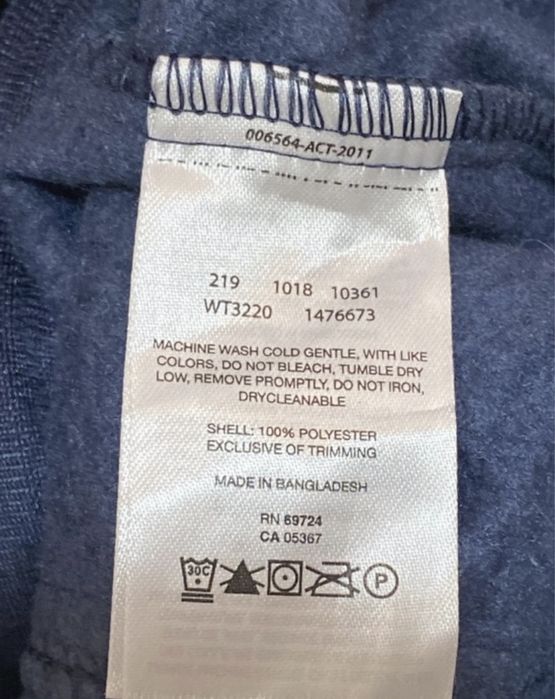 006564-ACT-2011
219 1018 10361
WT3220 1476673
MACHINE WASH COLD GENTLE, WITH LIKE
COLORS, DO NOT BLEACH, TUMBLE DRY
LOW, REMOVE PROMPTLY, DO NOT IRON,
DRYCLEANABLE
SHELL: 100% POLYESTER
EXCLUSIVE OF TRIMMING
MADE IN BANGLADESH
RN 69724
CA 05367
30C P